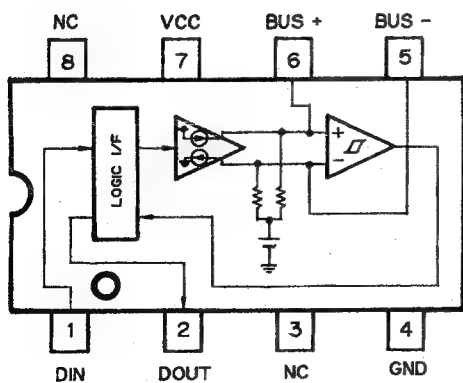 NC VCC BUS + BUS -
8 7 6 5
LOGIC I/F
+
-
1 2 3 4
DIN DOUT NC GND